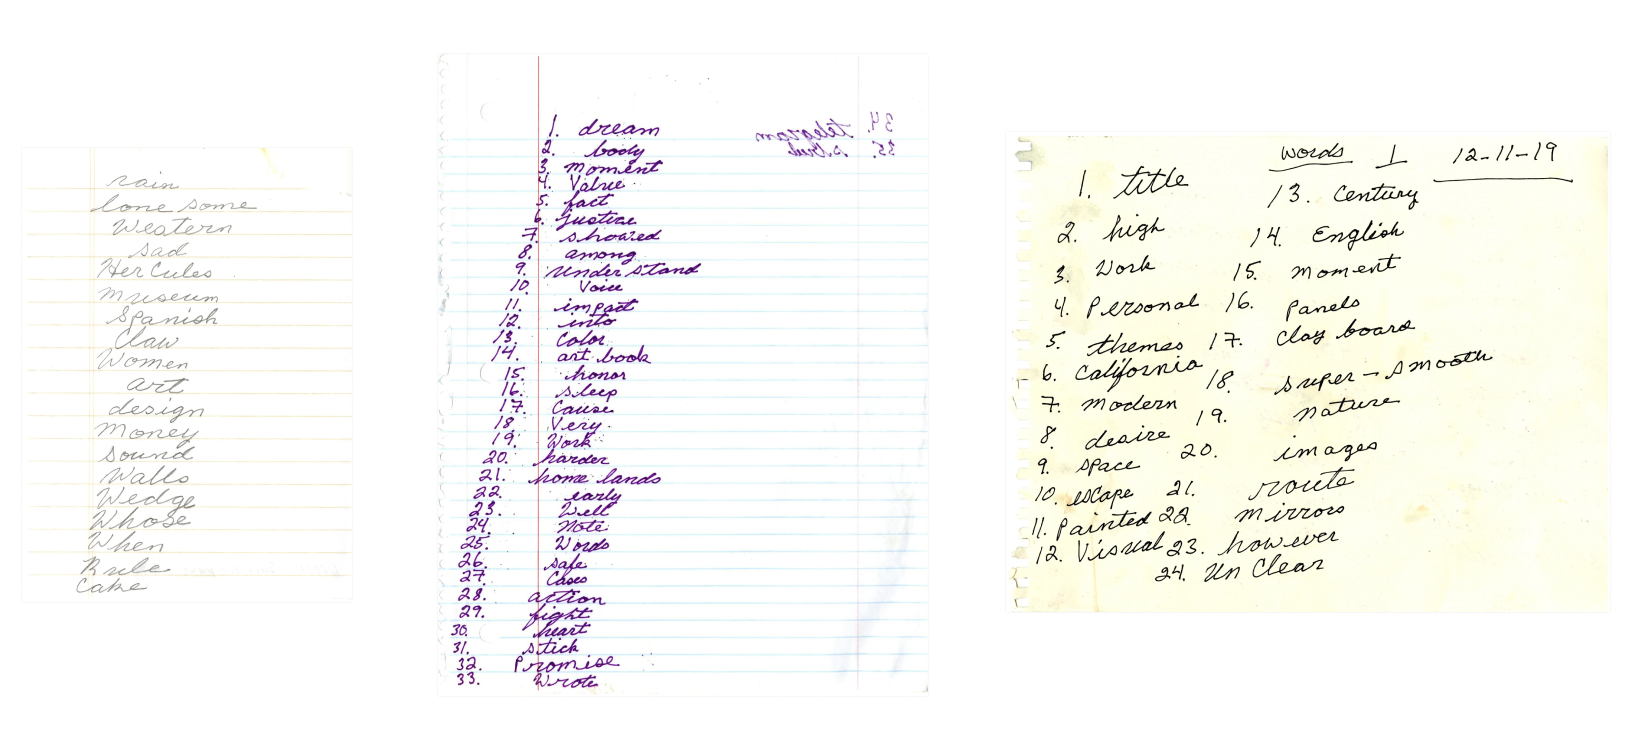 rain
lone some
Western
sad
Hercules
museum
Spanish
Claw
Women
art
design
money
sound
Walls
Wedge
Whose
When
Rule
Cake
1. dream
2. body
3. moment
4. Value
5. fact
6. justice
7. showed
8. among
9. under stand
10. Voice
11. impact
12. into
13. Color
14. art book
15. honor
16. sleep
17. Cause
18. Very
19. Work
20. harder
21. home lands
22. early
23. Well
24. Note
25. Words
26. safe
27. Cases
28. action
29. fight
30. heart
31. stick
32. Promise
33. Wrote
34. telegram
35.
words 1 12-11-19
1. title
2. high
3. Work
4. Personal
5. themes
6. California
7. modern
8. desire
9. space
10. escape
11. Painted
12. Visual
13. Century
14. English
15. moment
16. panels
17. Clay board
18. super-smooth
19. nature
20. images
21. route
22. mirrors
23. however
24. Un Clear